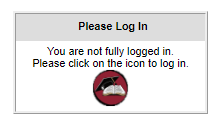 Please Log In
You are not fully logged in.
Please click on the icon to log in.